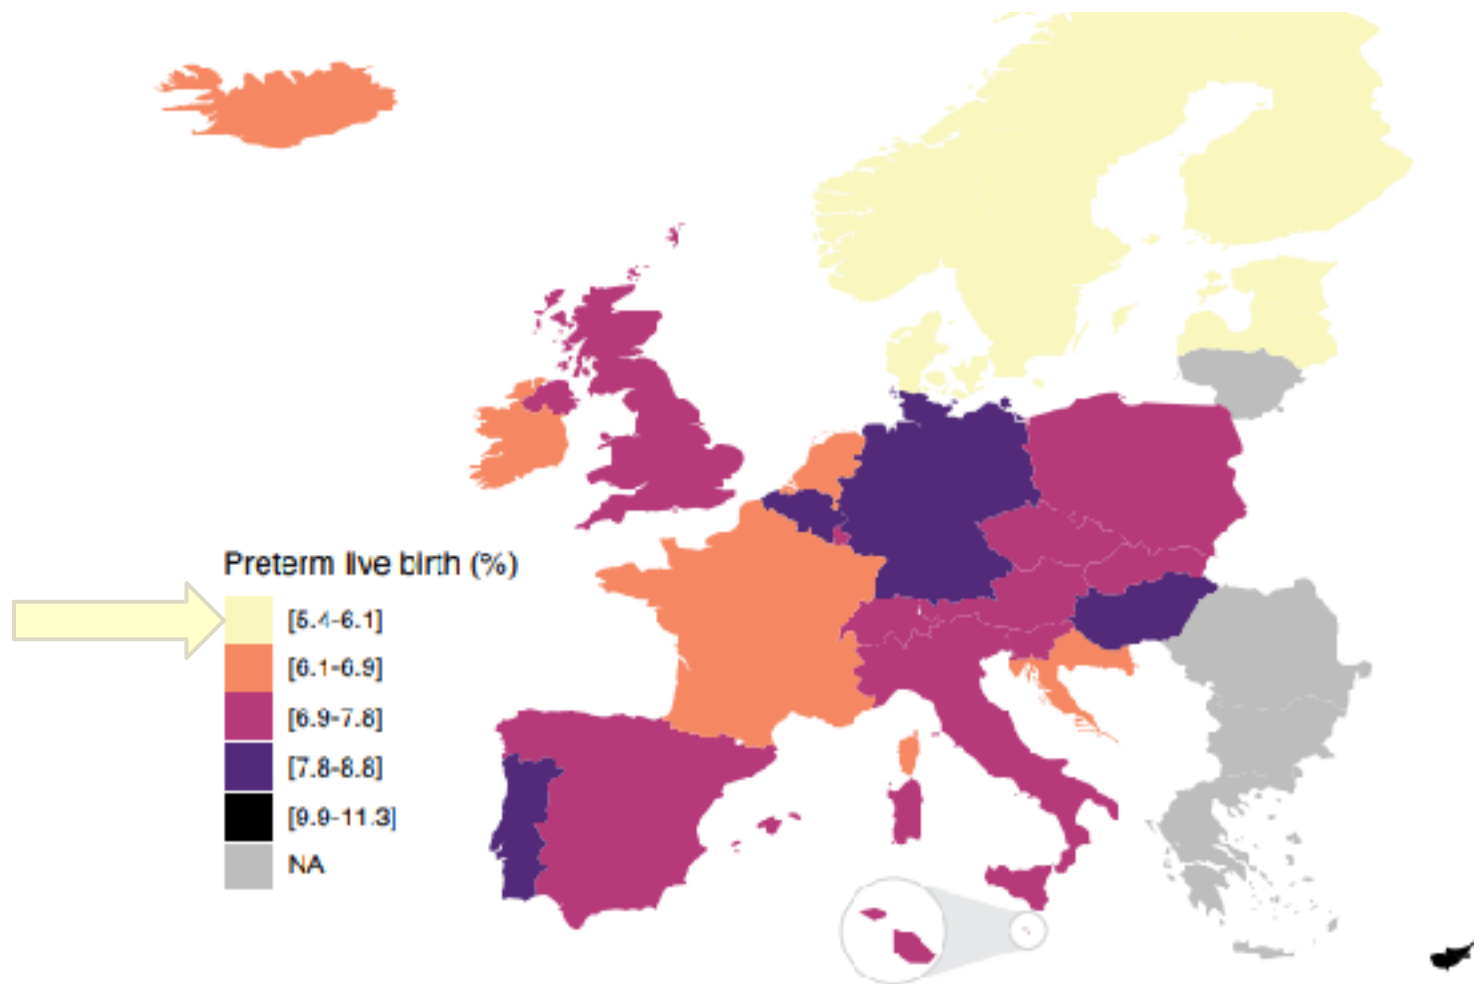 Preterm live birth (%)
[5.4-6.1]
[6.1-6.9]
[6.9-7.8]
[7.8-8.8]
[9.9-11.3]
NA